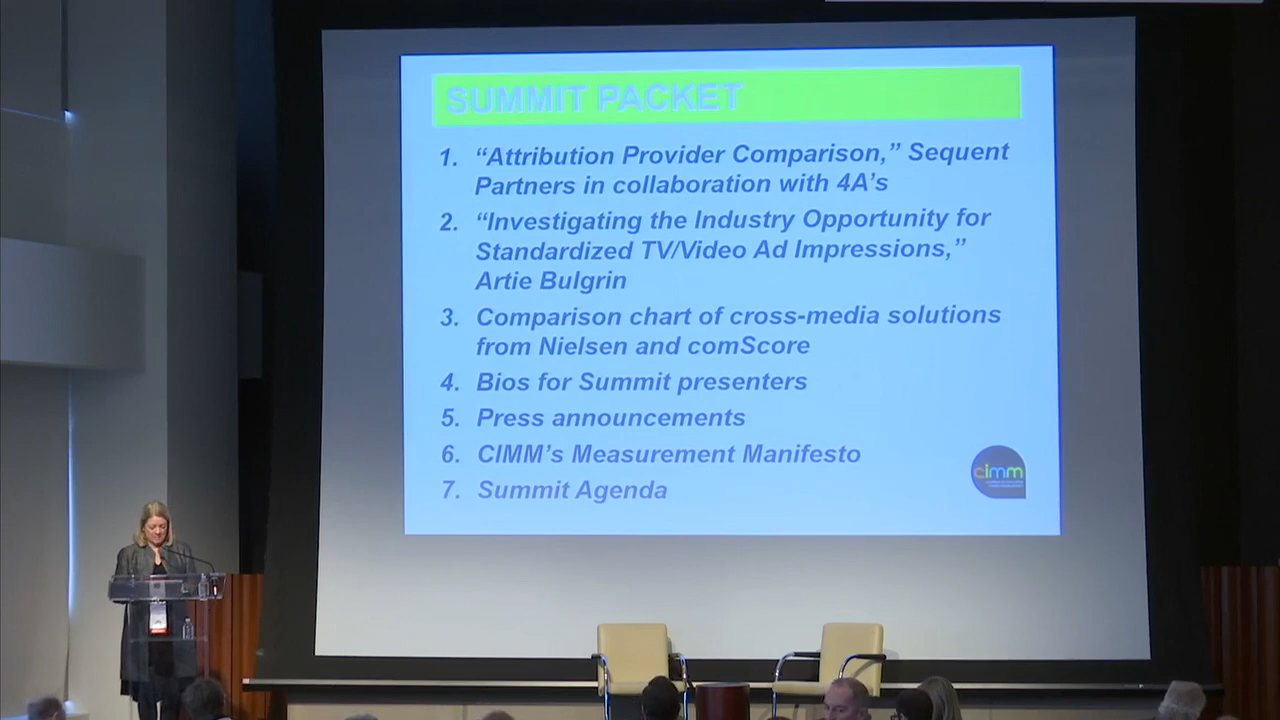 SUMMIT PACKET
1. “Attribution Provider Comparison,” Sequent
Partners in collaboration with 4A’s
2. “Investigating the Industry Opportunity for
Standardized TV/Video Ad Impressions,”
Artie Bulgrin
3. Comparison chart of cross-media solutions
from Nielsen and comScore
4. Bios for Summit presenters
5. Press announcements
6. CIMM’s Measurement Manifesto
7. Summit Agenda
cimm